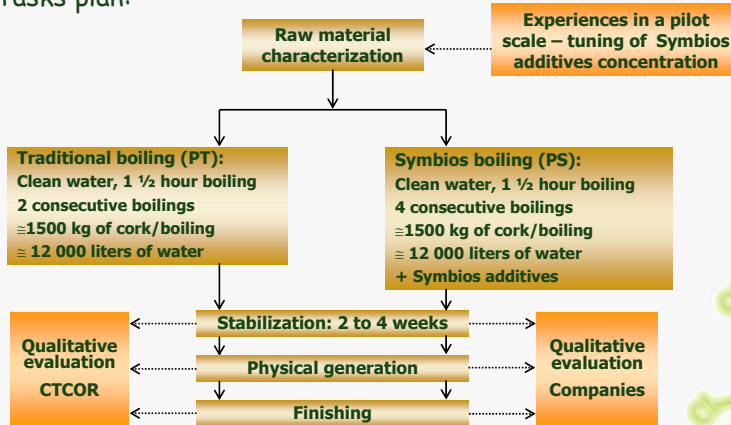 Tasks plan:
Raw material
characterization
Experiences in a pilot
scale – tuning of Symbios
additives concentration
Traditional boiling (PT):
Clean water, 1 ½ hour boiling
2 consecutive boilings
≅1500 kg of cork/boiling
≅ 12 000 liters of water
Symbios boiling (PS):
Clean water, 1 ½ hour boiling
4 consecutive boilings
≅1500 kg of cork/boiling
≅ 12 000 liters of water
+ Symbios additives
Stabilization: 2 to 4 weeks
Physical generation
Finishing
Qualitative
evaluation
CTCOR
Qualitative
evaluation
Companies